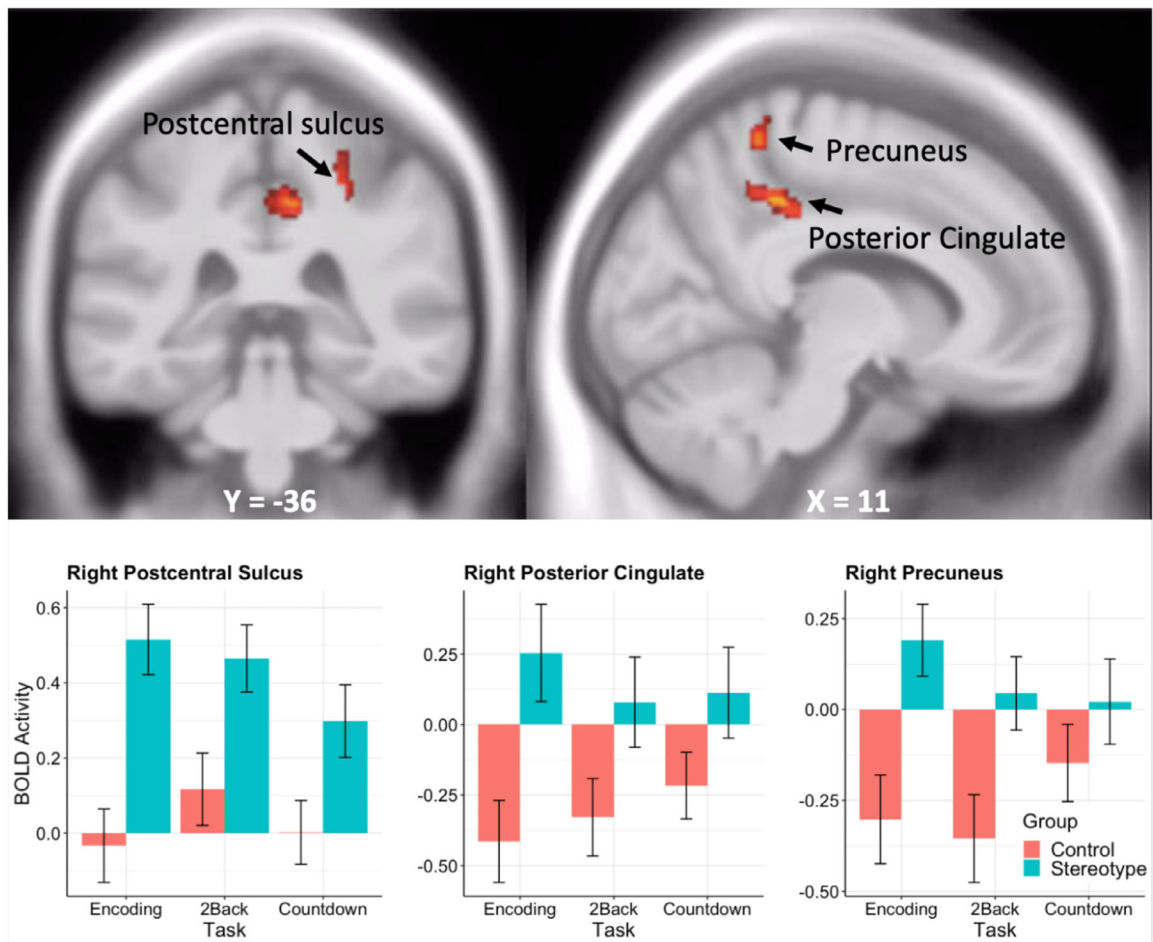 Postcentral sulcus
Precuneus
Posterior Cingulate
Y = -36
X = 11
Right Postcentral Sulcus
Right Posterior Cingulate
Right Precuneus
BOLD Activity
0.6
0.4
0.2
0.0
0.25
0.00
-0.25
-0.50
0.25
0.00
-0.25
-0.50
Group
Control
Stereotype
Encoding 2Back Countdown
Task
Encoding 2Back Countdown
Task
Encoding 2Back Countdown
Task